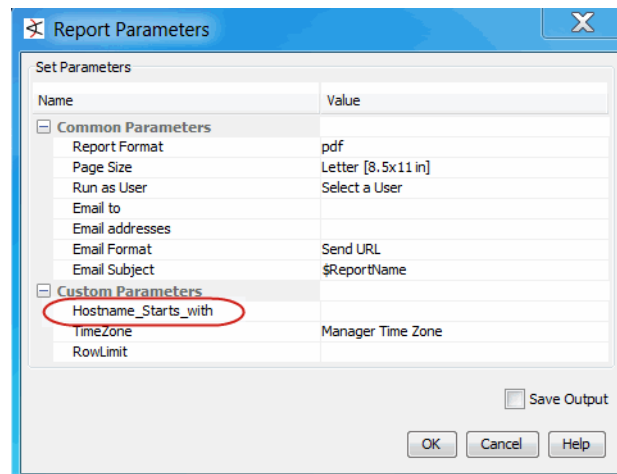 Report Parameters
Set Parameters
Name Value
Common Parameters
Report Format pdf
Page Size Letter [8.5x11 in]
Run as User Select a User
Email to
Email addresses
Email Format Send URL
Email Subject $ReportName
Custom Parameters
Hostname_Starts_with
TimeZone Manager Time Zone
RowLimit
Save Output
OK Cancel Help